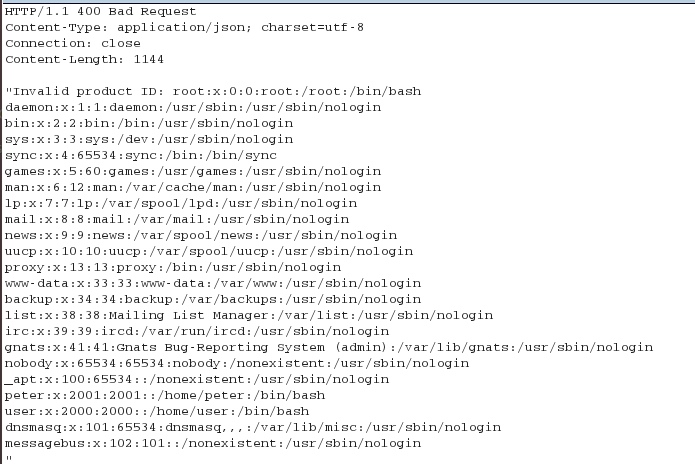 HTTP/1.1 400 Bad Request
Content-Type: application/json; charset=utf-8
Connection: close
Content-Length: 1144

"Invalid product ID: root:x:0:0:root:/root:/bin/bash
daemon:x:1:1:daemon:/usr/sbin:/usr/sbin/nologin
bin:x:2:2:bin:/bin:/usr/sbin/nologin
sys:x:3:3:sys:/dev:/usr/sbin/nologin
sync:x:4:65534:sync:/bin:/bin/sync
games:x:5:60:games:/usr/games:/usr/sbin/nologin
man:x:6:12:man:/var/cache/man:/usr/sbin/nologin
lp:x:7:7:lp:/var/spool/lpd:/usr/sbin/nologin
mail:x:8:8:mail:/var/mail:/usr/sbin/nologin
news:x:9:9:news:/var/spool/news:/usr/sbin/nologin
uucp:x:10:10:uucp:/var/spool/uucp:/usr/sbin/nologin
proxy:x:13:13:proxy:/bin:/usr/sbin/nologin
www-data:x:33:33:www-data:/var/www:/usr/sbin/nologin
backup:x:34:34:backup:/var/backups:/usr/sbin/nologin
list:x:38:38:Mailing List Manager:/var/list:/usr/sbin/nologin
irc:x:39:39:ircd:/var/run/ircd:/usr/sbin/nologin
gnats:x:41:41:Gnats Bug-Reporting System (admin):/var/lib/gnats:/usr/sbin/nologin
nobody:x:65534:65534:nobody:/nonexistent:/usr/sbin/nologin
_apt:x:100:65534::/nonexistent:/usr/sbin/nologin
peter:x:2001:2001::/home/peter:/bin/bash
user:x:2000:2000::/home/user:/bin/bash
dnsmasq:x:101:65534:dnsmasq,,,:/var/lib/misc:/usr/sbin/nologin
messagebus:x:102:101::/nonexistent:/usr/sbin/nologin
"